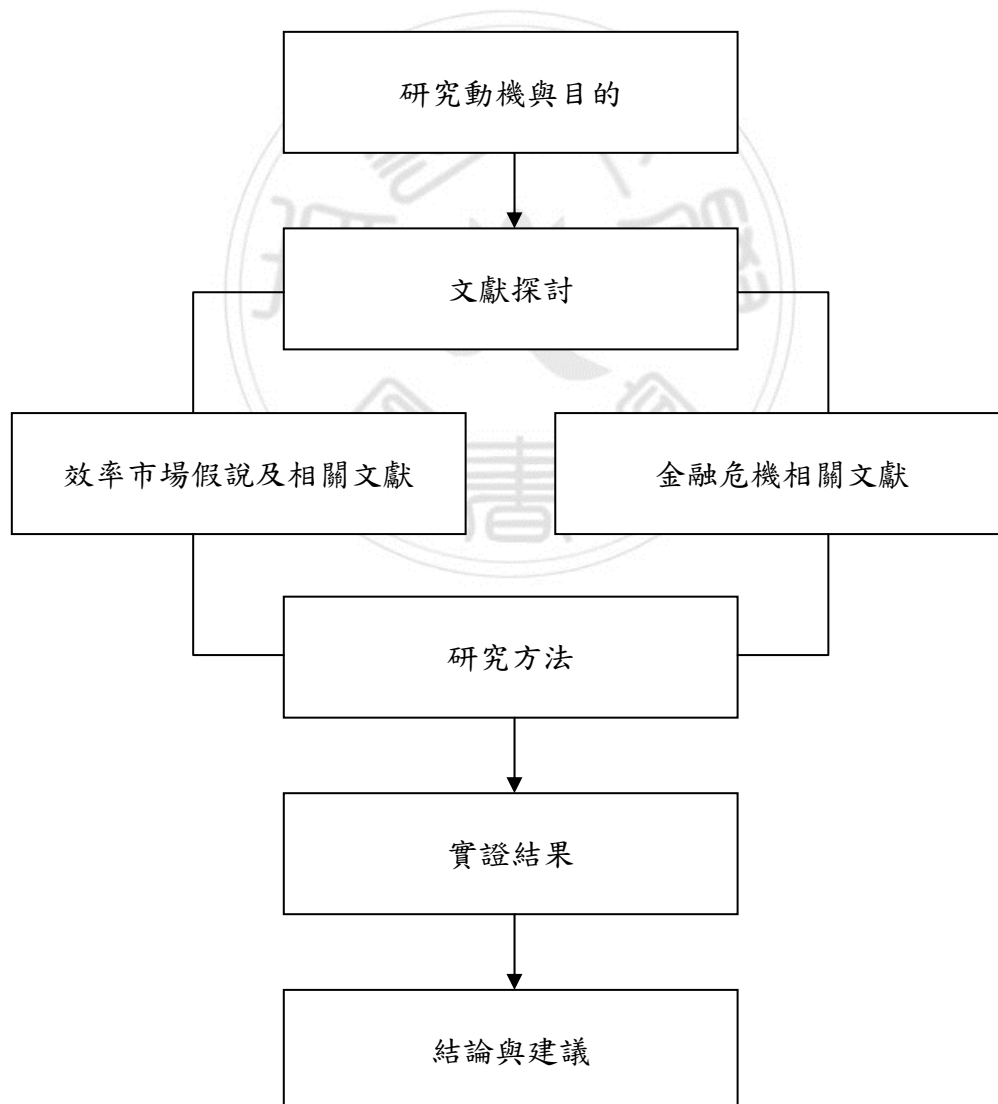 研究動機與目的
文獻探討
效率市場假說及相關文獻
金融危機相關文獻
研究方法
實證結果
結論與建議